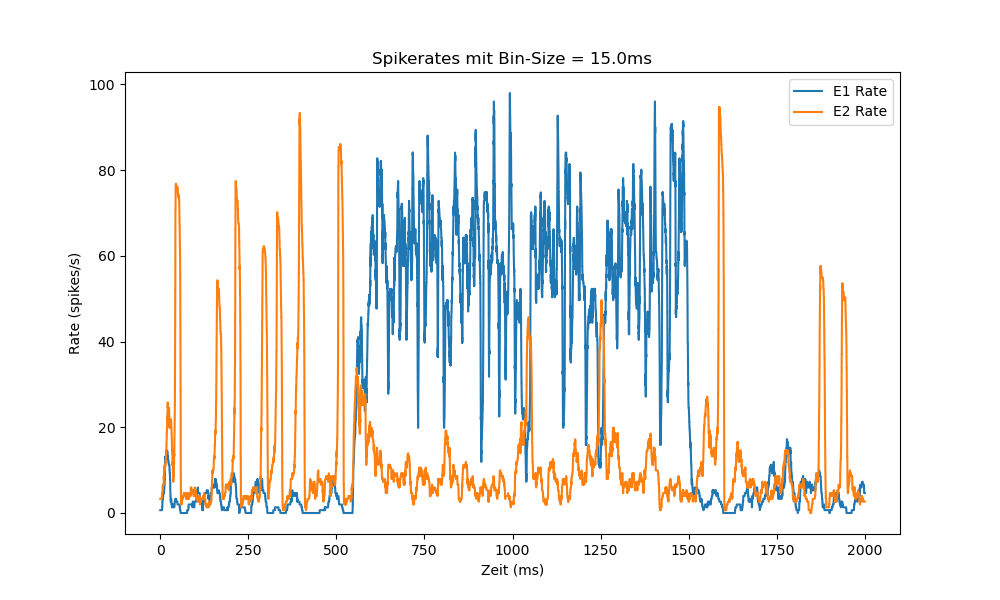 Spikerates mit Bin-Size = 15.0ms
E1 Rate
E2 Rate
100
80
60
40
20
0
Rate (spikes/s)
0 250 500 750 1000 1250 1500 1750 2000
Zeit (ms)